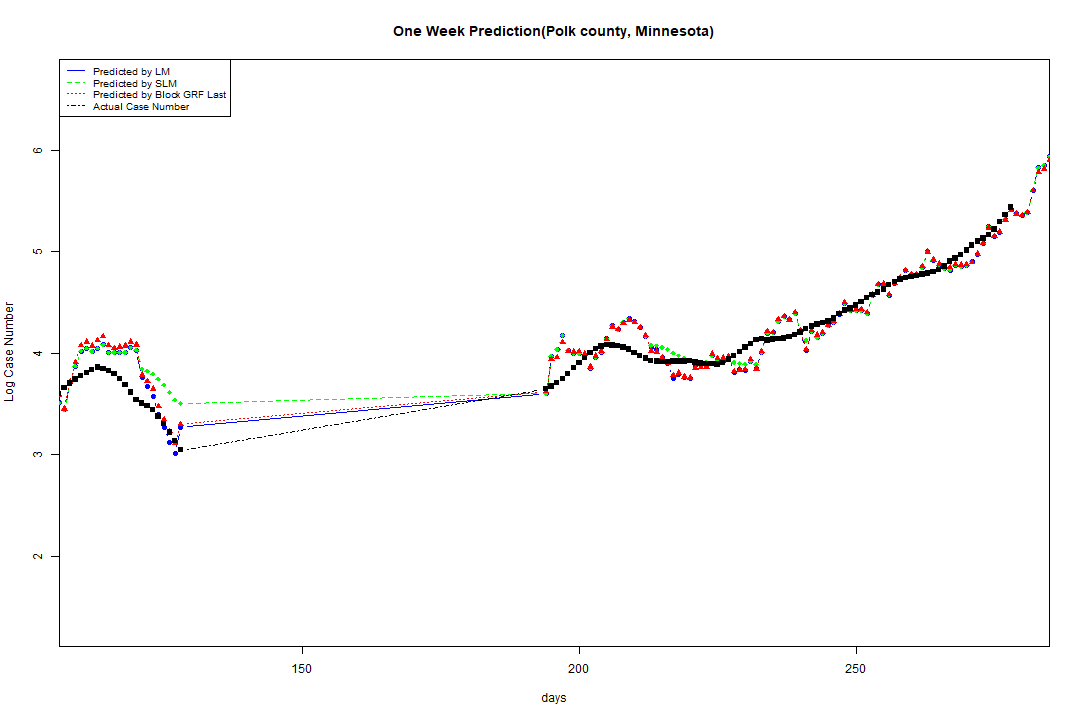 One Week Prediction(Polk county, Minnesota)
Predicted by LM
Predicted by SLM
Predicted by Block GRF Last
Actual Case Number
6
5
4
3
2
Log Case Number
150 200 250
days